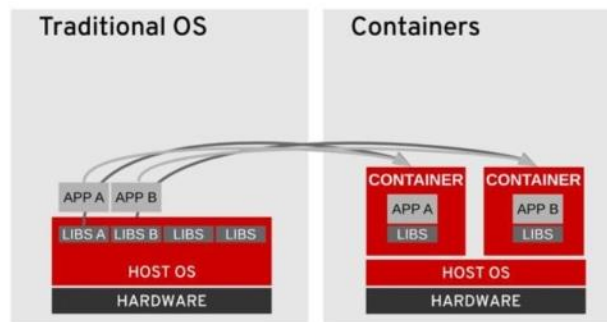 Traditional OS
APP A
APP B
LIBS A
LIBS B
LIBS
LIBS
HOST OS
HARDWARE
Containers
CONTAINER
APP A
LIBS
CONTAINER
APP B
LIBS
HOST OS
HARDWARE